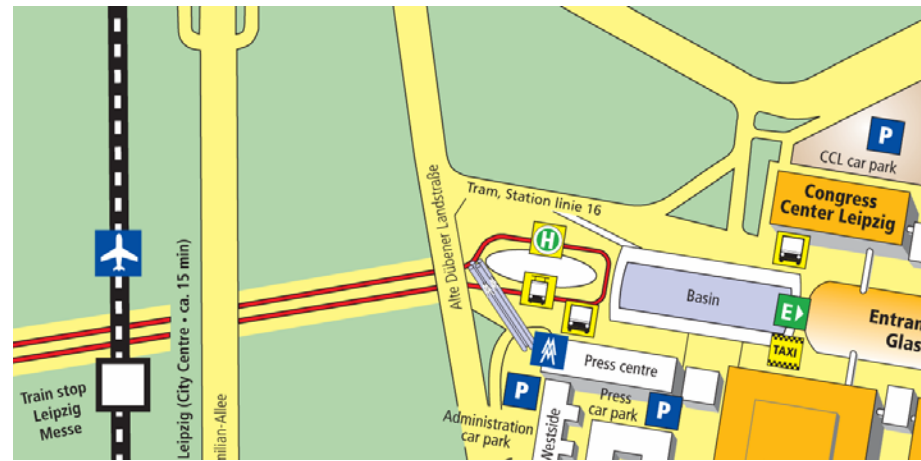 P
CCL car park
Congress
Center Leipzig
Tram, Station linie 16
H
Alte Dübener Landstraße
Leipzig (City Centre • ca. 15 min)
Basin
E
Entran
Glas
TAXI
Train stop
Leipzig
Messe
milian-Allee
Press centre
P
Press
car park
P
Administration
car park
Westside